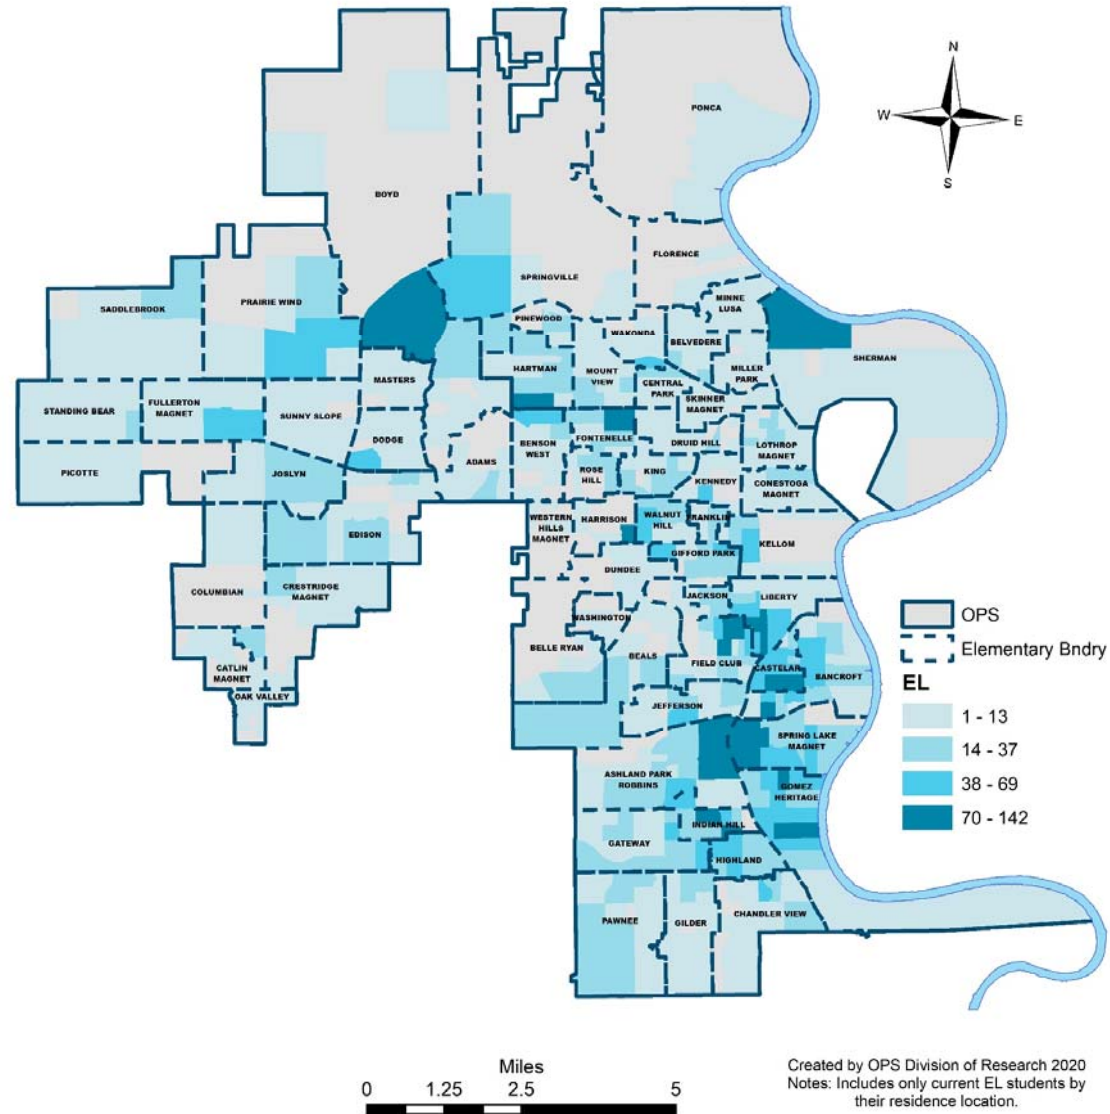 N
W
E
S
PONCA
BOYD
FLORENCE
SPRINGVILLE
SADDLEBROOK
PRAIRIE WIND
MINNE
LUSA
PINEWOOD
WAKONDA
BELVEDERE
SHERMAN
HARTMAN
MOUNT
VIEW
MILLER
PARK
MASTERS
CENTRAL
PARK
SKINNER
MAGNET
STANDING BEAR
FULLERTON
MAGNET
SUNNY SLOPE
DODGE
BENSON
WEST
FONTENELLE
DRUID HILL
LOTHROP
MAGNET
PICOTTE
JOSLYN
ADAMS
ROSE
HILL
KING
KENNEDY
CONESTOGA
MAGNET
WESTERN
HILLS
MAGNET
HARRISON
WALNUT
HILL
FRANKLIN
EDISON
GIFFORD PARK
KELLOM
DUNDEE
COLUMBIAN
CRESTRIDGE
MAGNET
JACKSON
LIBERTY
WASHINGTON
BELLE RYAN
BEALS
FIELD CLUB
CASTELAR
BANCROFT
CATLIN
MAGNET
OAK VALLEY
JEFFERSON
SPRING LAKE
MAGNET
ASHLAND PARK
ROBBINS
GOMEZ
HERITAGE
INDIAN HILL
GATEWAY
HIGHLAND
PAWNEE
GILDER
CHANDLER VIEW
OPS
Elementary Bndry
EL
1 - 13
14 - 37
38 - 69
70 - 142
Miles
0 1.25 2.5 5
Created by OPS Division of Research 2020
Notes: Includes only current EL students by
their residence location.